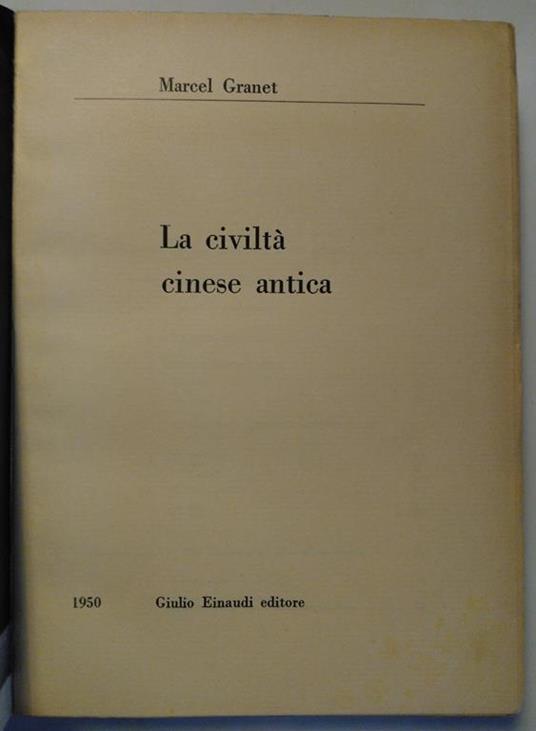 Marcel Granet
La civiltà
cinese antica
1950 Giulio Einaudi editore